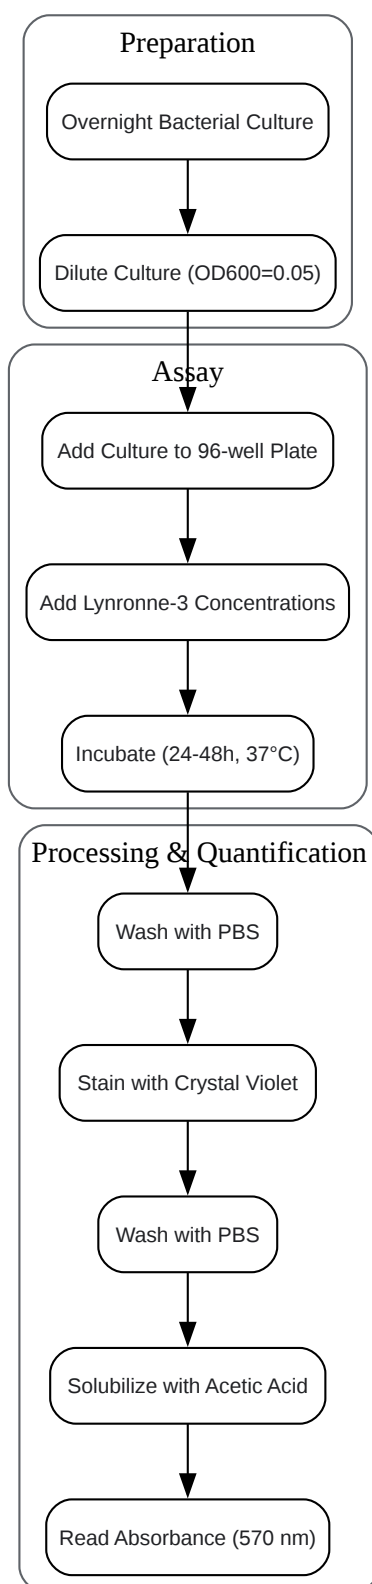 Preparation
Overnight Bacterial Culture
Dilute Culture (OD600=0.05)
Assay
Add Culture to 96-well Plate
Add Lynronne-3 Concentrations
Incubate (24-48h, 37°C)
Processing & Quantification
Wash with PBS
Stain with Crystal Violet
Wash with PBS
Solubilize with Acetic Acid
Read Absorbance (570 nm)